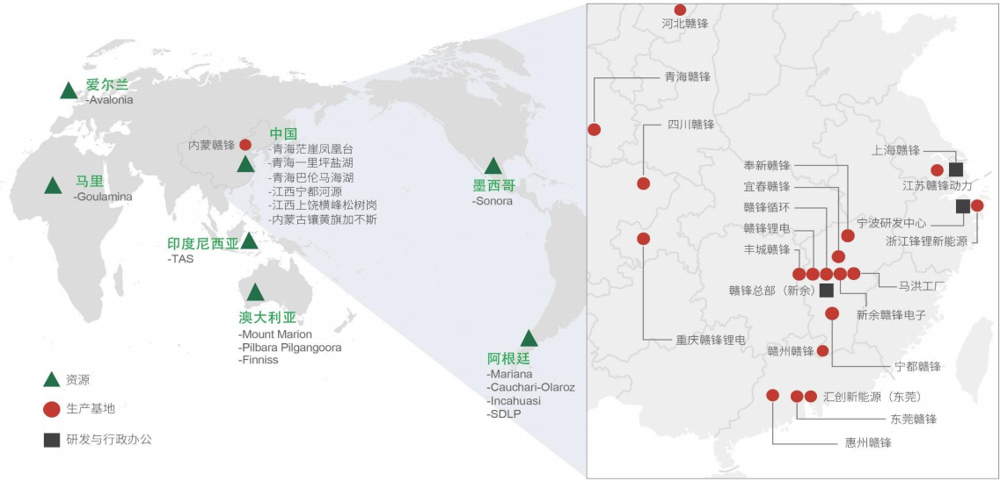 爱尔兰
-Avalonia
马里
-Goulamina
内蒙赣锋
中国
-青海茫崖凤凰台
-青海一里坪盐湖
-青海巴伦马海湖
-江西宁都河源
-江西上饶横峰松树岗
-内蒙古镶黄旗加不斯
印度尼西亚
-TAS
澳大利亚
-Mount Marion
-Pilbara Pilgangoora
-Finniss
墨西哥
-Sonora
阿根廷
-Mariana
-Cauchari-Olaroz
-Incahuasi
-SDLP
资源
生产基地
研发与行政办公
河北赣锋
青海赣锋
四川赣锋
上海赣锋
奉新赣锋
江苏赣锋动力
宜春赣锋
赣锋循环
宁波研发中心
赣锋锂电
浙江锋锂新能源
丰城赣锋
马洪工厂
赣锋总部（新余）
新余赣锋电子
重庆赣锋锂电
赣州赣锋
宁都赣锋
汇创新能源（东莞）
东莞赣锋
惠州赣锋